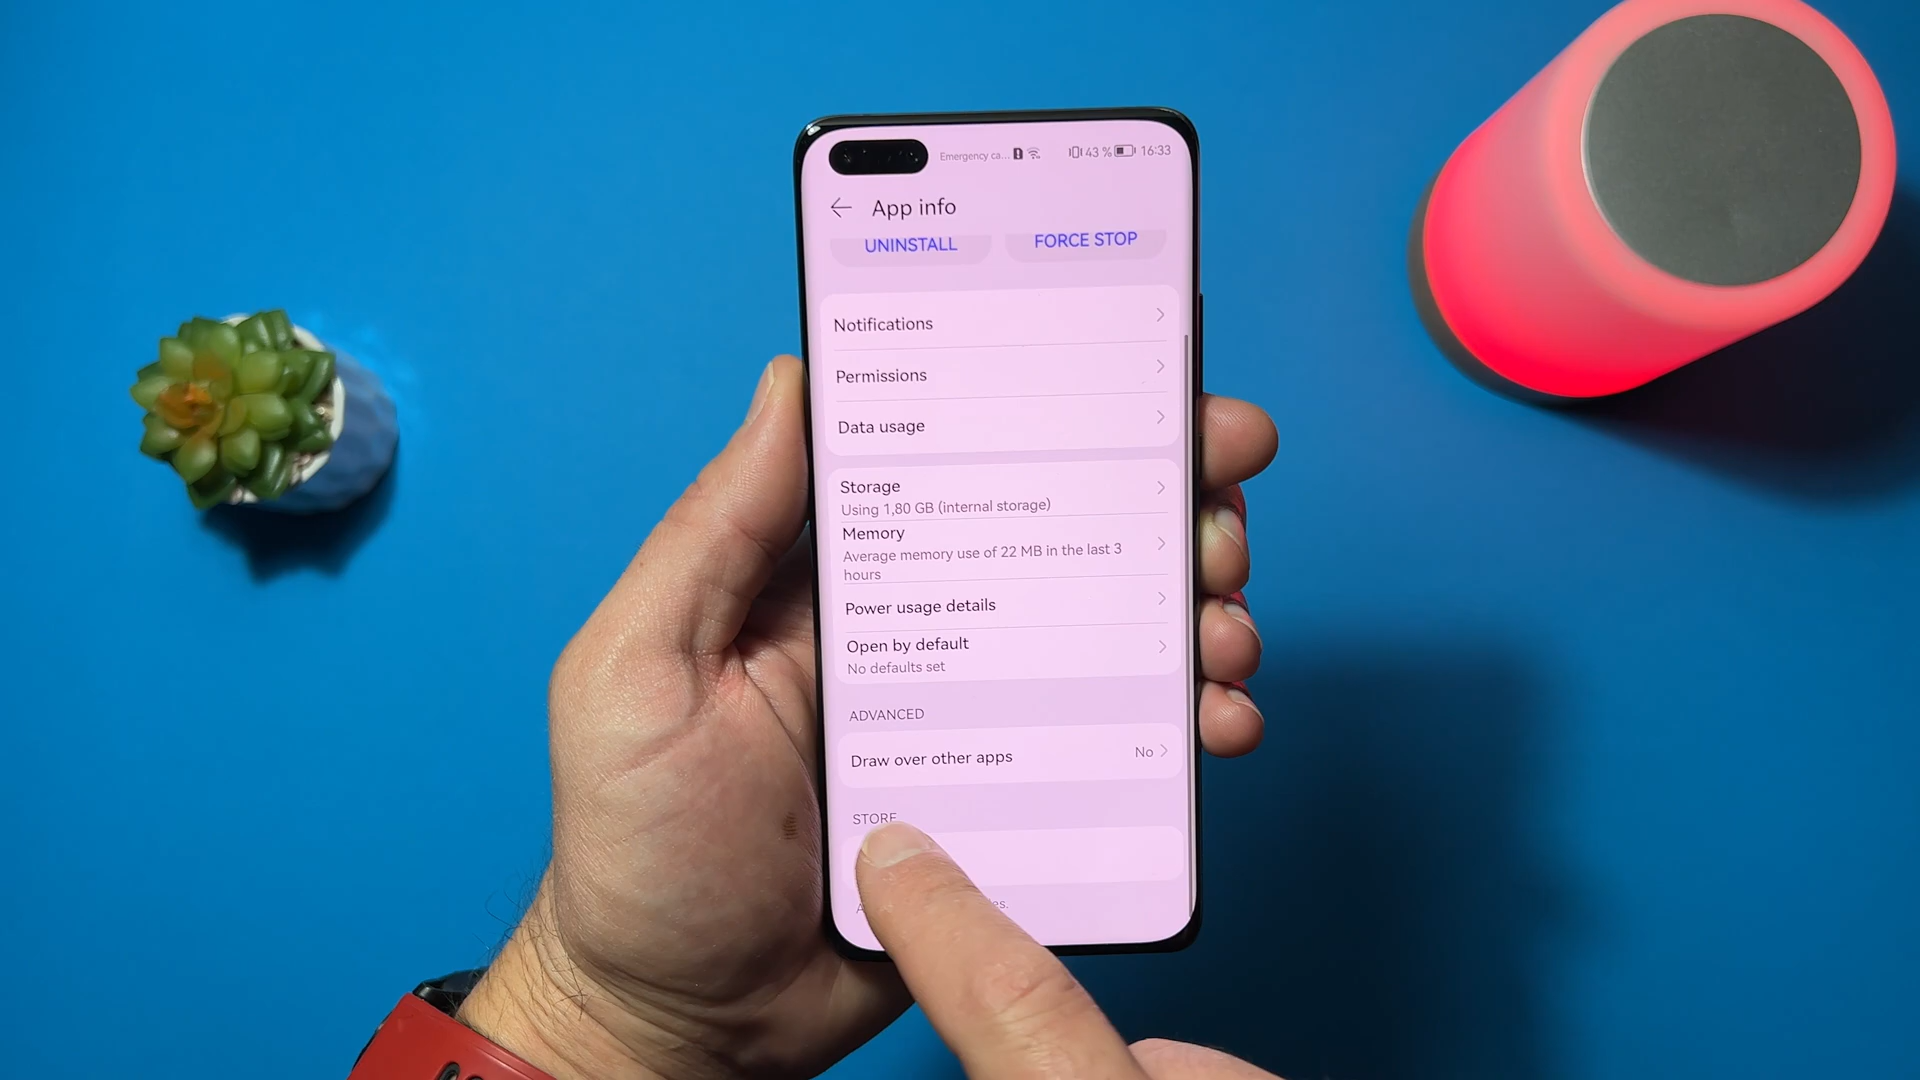 Emergency ca... 43 % 16:33
App info
UNINSTALL FORCE STOP
Notifications
Permissions
Data usage
Storage
Using 1,80 GB (internal storage)
Memory
Average memory use of 22 MB in the last 3
hours
Power usage details
Open by default
No defaults set
ADVANCED
Draw over other apps No
STORE